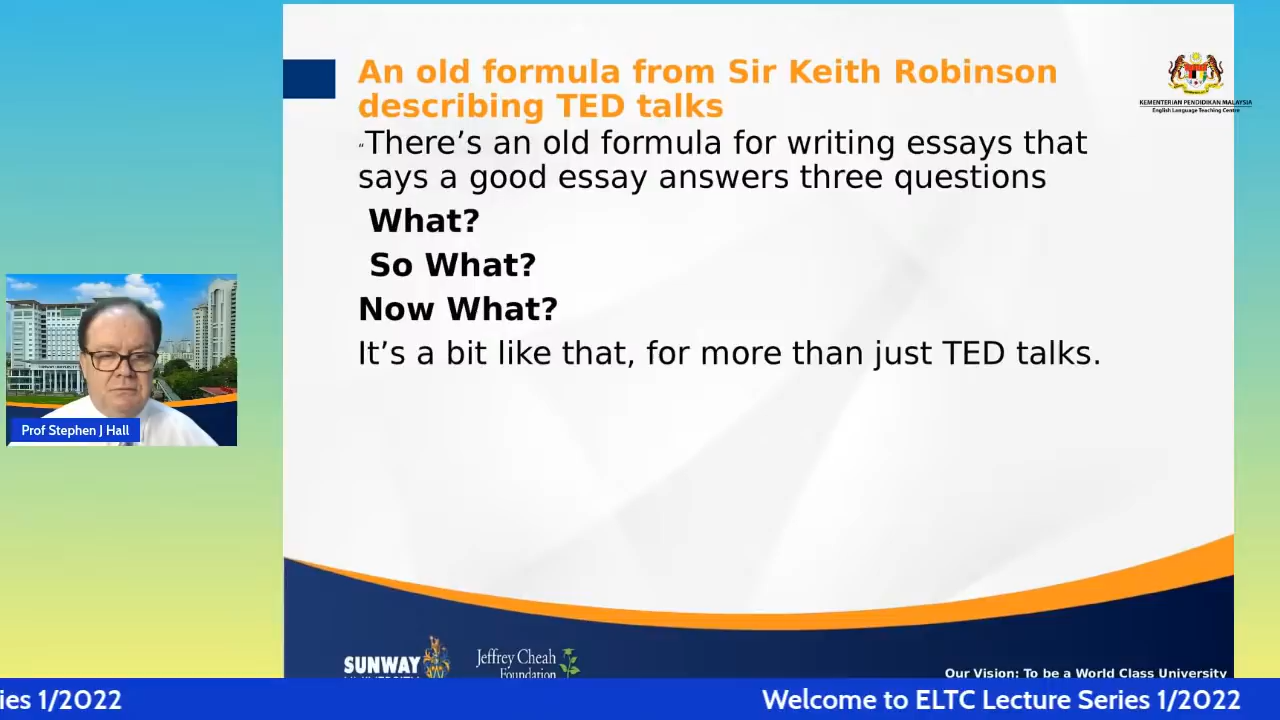 An old formula from Sir Keith Robinson
describing TED talks
“There’s an old formula for writing essays that
says a good essay answers three questions
What?
So What?
Now What?
It’s a bit like that, for more than just TED talks.
KEMENTERIAN PENDIDIKAN MALAYSIA
English Language Teaching Centre
Prof Stephen J Hall
SUNWAY
Jeffrey Cheah
Foundation
Our Vision: To be a World Class University
ies 1/2022
Welcome to ELTC Lecture Series 1/2022